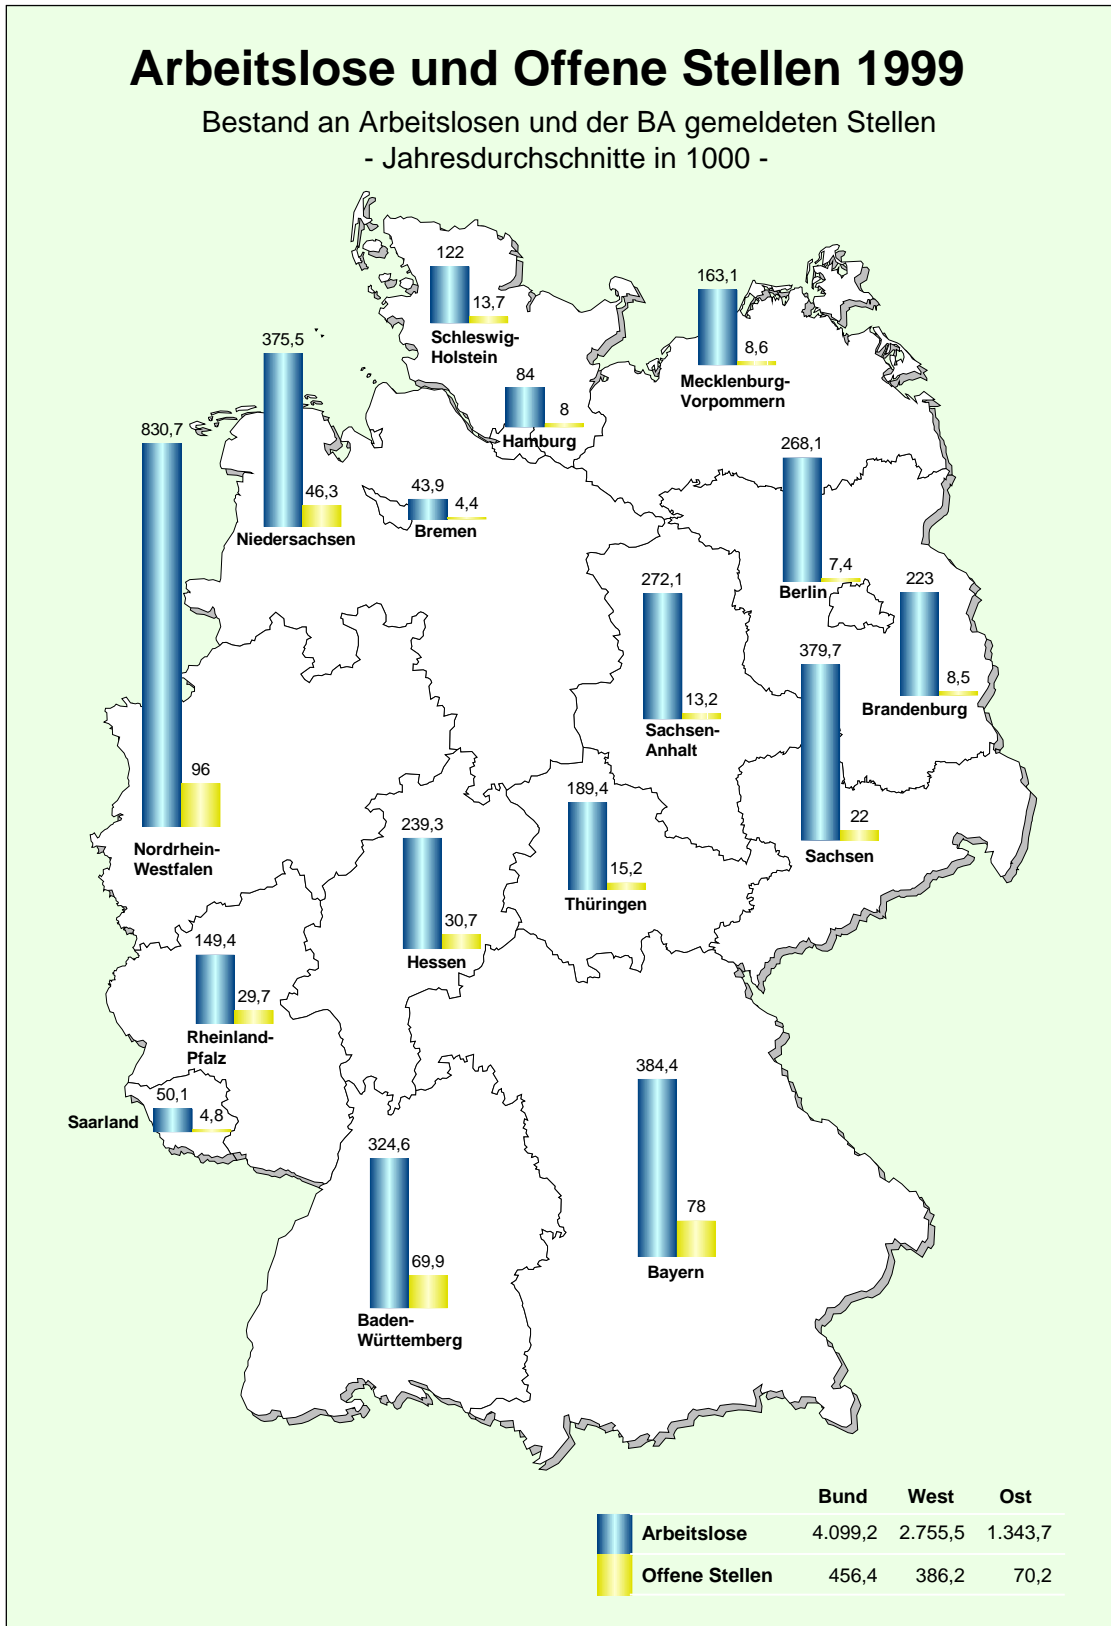 Arbeitslose und Offene Stellen 1999
Bestand an Arbeitslosen und der BA gemeldeten Stellen
- Jahresdurchschnitte in 1000 -
122
13,7
Schleswig-
Holstein
163,1
8,6
Mecklenburg-
Vorpommern
375,5
46,3
Niedersachsen
84
8
Hamburg
830,7
96
Nordrhein-
Westfalen
43,9
4,4
Bremen
268,1
7,4
Berlin
223
8,5
Brandenburg
272,1
13,2
Sachsen-
Anhalt
379,7
22
Sachsen
189,4
15,2
Thüringen
239,3
30,7
Hessen
149,4
29,7
Rheinland-
Pfalz
50,1
4,8
Saarland
384,4
78
Bayern
324,6
69,9
Baden-
Württemberg
Bund West Ost
Arbeitslose 4.099,2 2.755,5 1.343,7
Offene Stellen 456,4 386,2 70,2